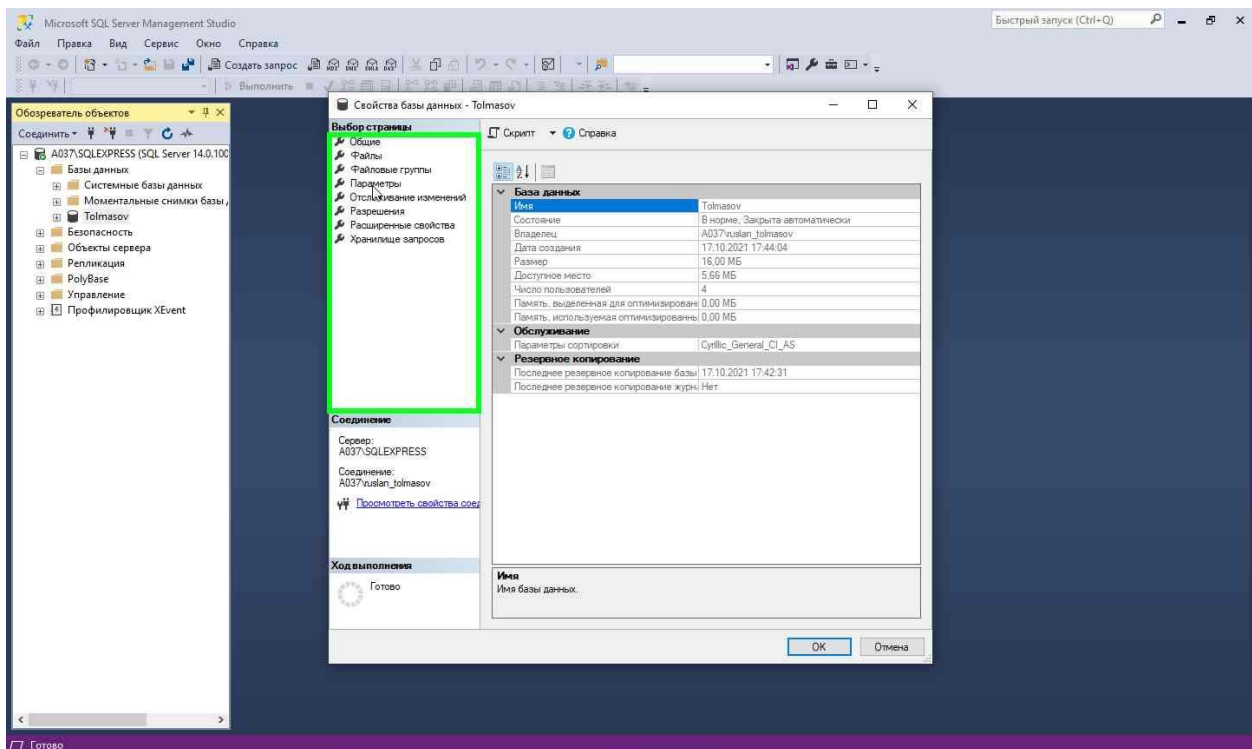 Microsoft SQL Server Management Studio
Быстрый запуск (Ctrl+Q)
Файл Правка Вид Сервис Окно Справка
Создать запрос
Выполнить
Обозреватель объектов
Соединить
A037\SQLEXPRESS (SQL Server 14.0.100
Базы данных
Системные базы данных
Моментальные снимки базы,
Tolmasov
Безопасность
Объекты сервера
Репликация
PolyBase
Управление
Профилировщик XEvent
Свойства базы данных - Tolmasov
Выбор страницы
Общие
Файлы
Файловые группы
Параметры
Отслеживание изменений
Разрешения
Расширенные свойства
Хранилище запросов
Соединение
Сервер:
A037\SQLEXPRESS
Соединение:
A037\ruslan_tolmasov
Просмотреть свойства соед
Ход выполнения
Готово
Скрипт Справка
База данных
Имя Tolmasov
Состояние В норме, Закрыта автоматически
Владелец A037\ruslan_tolmasov
Дата создания 17.10.2021 17:44:04
Размер 16,00 МБ
Доступное место 5,66 МБ
Число пользователей 4
Память, выделенная для оптимизирован 0,00 МБ
Память, используемая оптимизированны 0,00 МБ
Обслуживание
Параметры сортировки Cyrillic_General_CI_AS
Резервное копирование
Последнее резервное копирование базы 17.10.2021 17:42:31
Последнее резервное копирование журн Нет
Имя
Имя базы данных.
OK Отмена
Готово